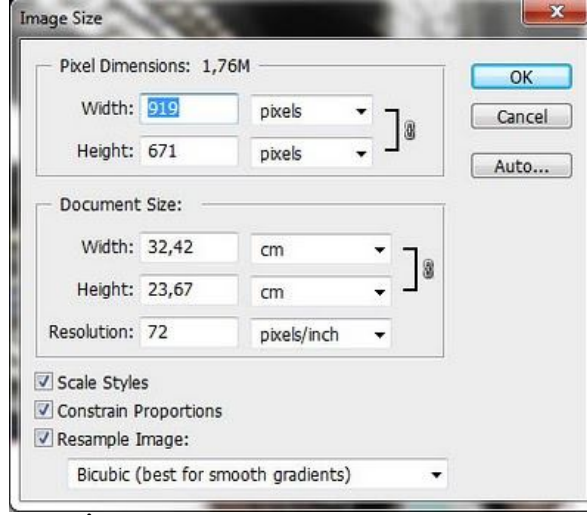 Image Size
Pixel Dimensions: 1,76M
OK
Width: 919 pixels
Cancel
Height: 671 pixels
Auto...
Document Size:
Width: 32,42 cm
Height: 23,67 cm
Resolution: 72 pixels/inch
Scale Styles
Constrain Proportions
Resample Image:
Bicubic (best for smooth gradients)